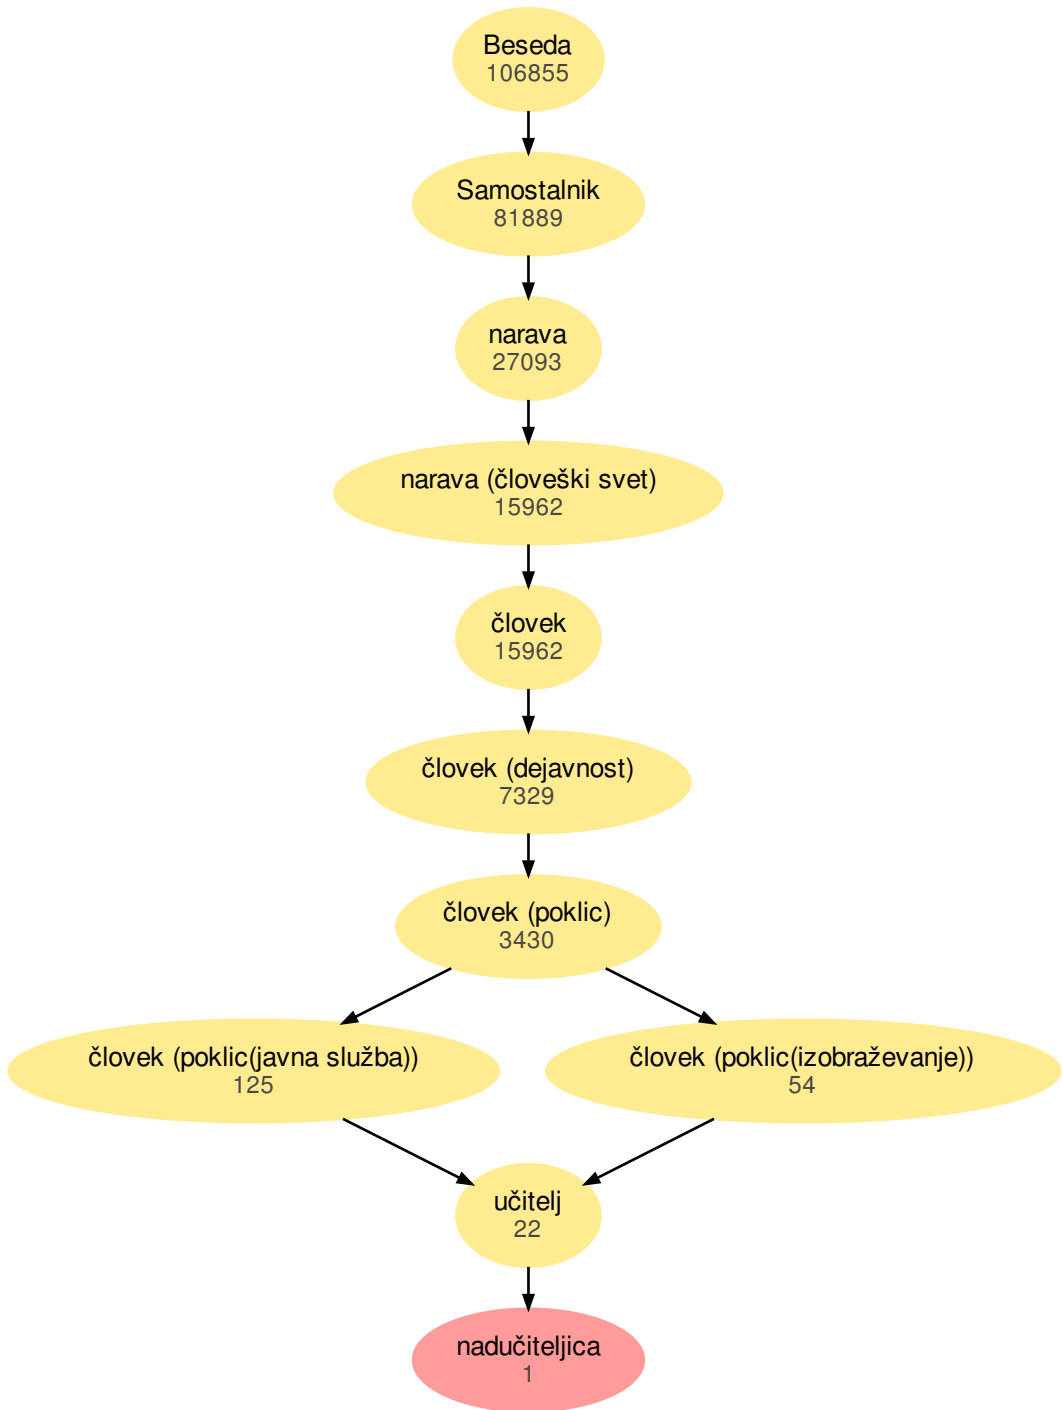 Beseda
106855
Samostalnik
81889
narava
27093
narava (človeški svet)
15962
človek
15962
človek (dejavnost)
7329
človek (poklic)
3430
človek (poklic(javna služba))
125
človek (poklic(izobraževanje))
54
učitelj
22
nadučiteljica
1